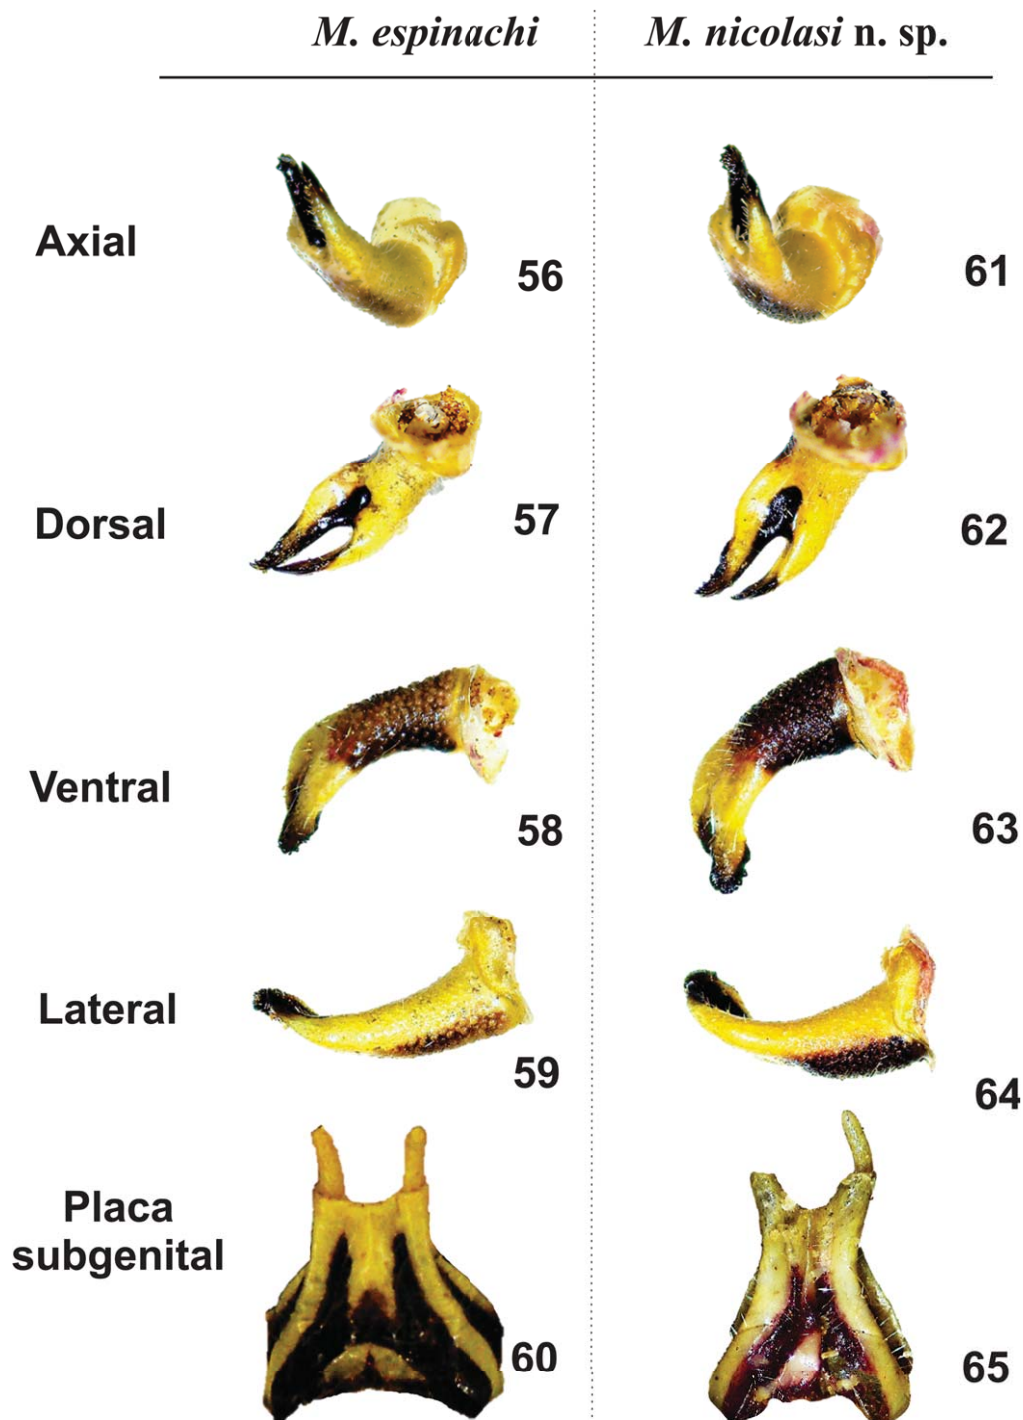 M. espinachi
M. nicolasi n. sp.
Axial
56
61
Dorsal
57
62
Ventral
58
63
Lateral
59
64
Placa
subgenital
60
65